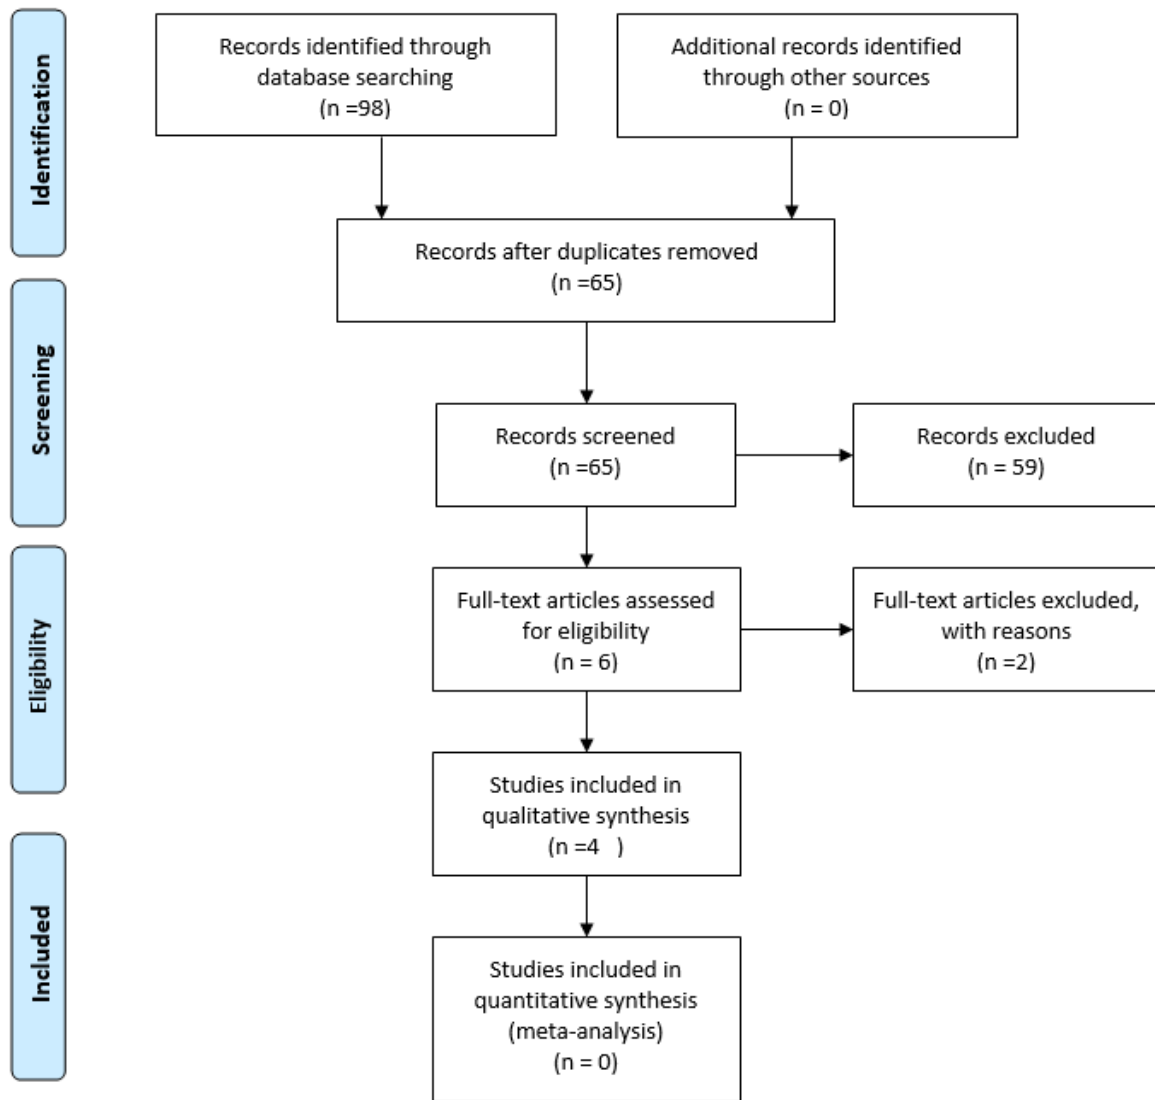 Identification
Records identified through
database searching
(n =98)
Additional records identified
through other sources
(n = 0)
Records after duplicates removed
(n =65)
Screening
Records screened
(n =65)
Records excluded
(n = 59)
Eligibility
Full-text articles assessed
for eligibility
(n = 6)
Full-text articles excluded,
with reasons
(n =2)
Studies included in
qualitative synthesis
(n =4   )
Included
Studies included in
quantitative synthesis
(meta-analysis)
(n = 0)